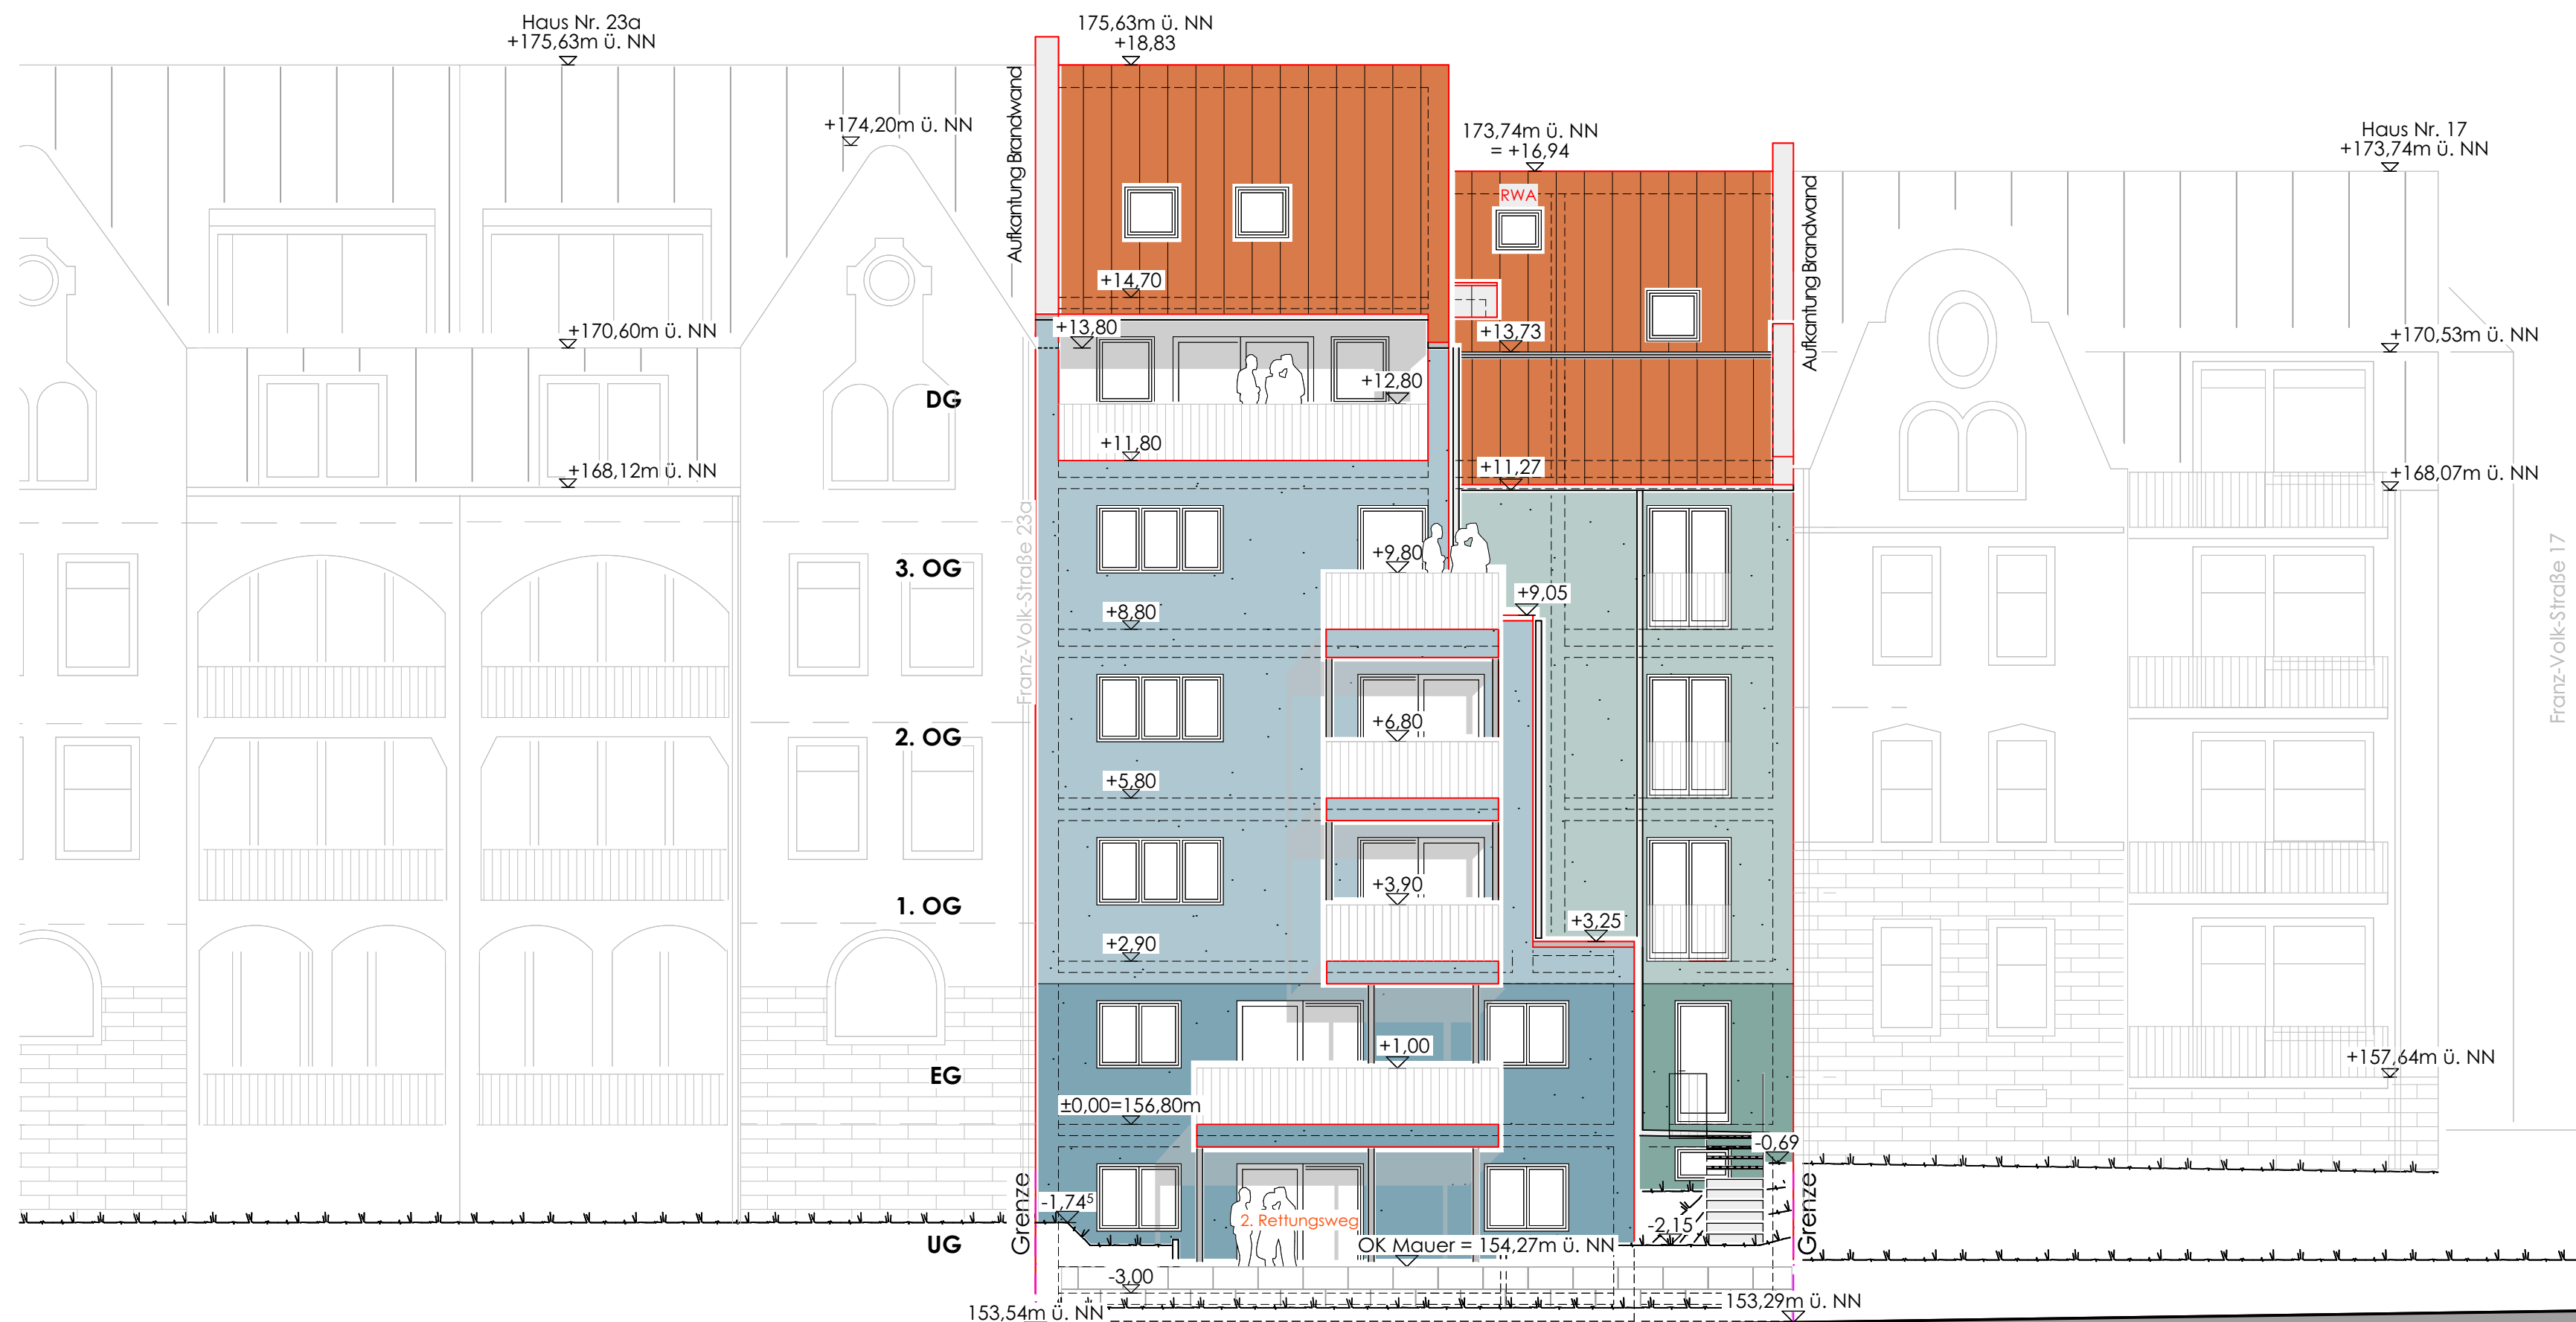 Haus Nr. 23a
+175,63m ü. NN
175,63m ü. NN
+18,83
+174,20m ü. NN
173,74m ü. NN
= +16,94
Haus Nr. 17
+173,74m ü. NN
Aufkantung Brandwand
Aufkantung Brandwand
RWA
+14,70
+13,80
+13,73
+170,60m ü. NN
+170,53m ü. NN
+12,80
DG
+11,80
+11,27
+168,12m ü. NN
+168,07m ü. NN
Franz-Volk-Straße 23a
Franz-Volk-Straße 17
+9,80
3. OG
+9,05
+8,80
+6,80
2. OG
+5,80
+3,90
1. OG
+3,25
+2,90
+1,00
+157,64m ü. NN
EG
±0,00=156,80m
-0,69
Grenze
Grenze
-1,74⁵
2. Rettungsweg
-2,15
UG
OK Mauer = 154,27m ü. NN
-3,00
153,54m ü. NN
153,29m ü. NN